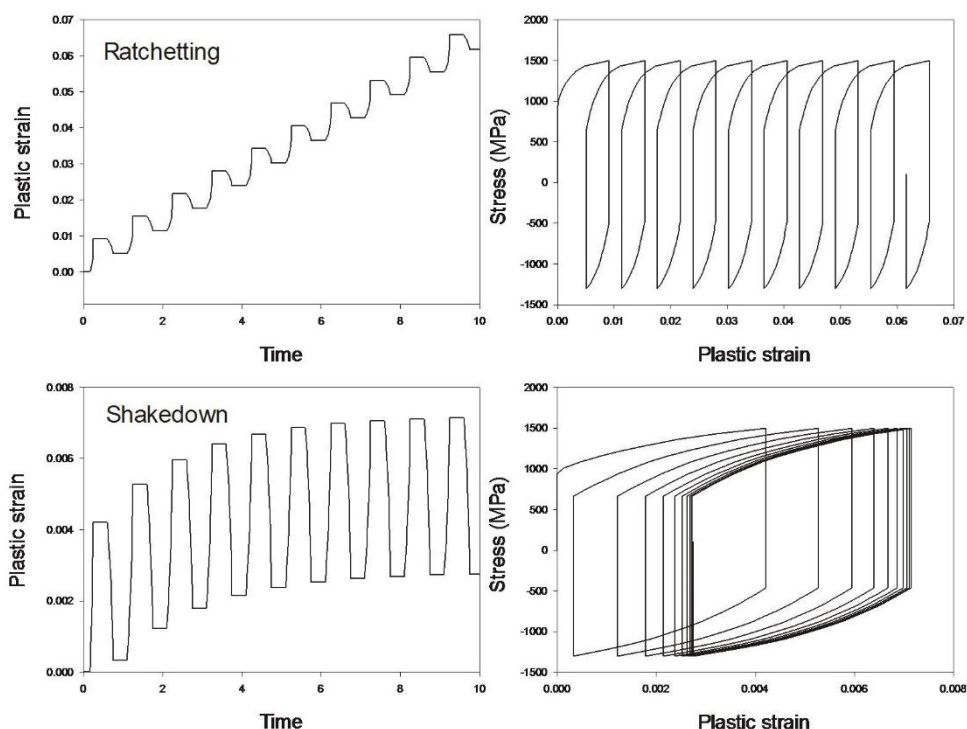 Ratchetting
Plastic strain
0.07
0.06
0.05
0.04
0.03
0.02
0.01
0.00
0 2 4 6 8 10
Time
Stress (MPa)
2000
1500
1000
500
0
-500
-1000
-1500
0.00 0.01 0.02 0.03 0.04 0.05 0.06 0.07
Plastic strain
Shakedown
Plastic strain
0.008
0.006
0.004
0.002
0.000
0 2 4 6 8 10
Time
Stress (MPa)
2000
1500
1000
500
0
-500
-1000
-1500
0.000 0.002 0.004 0.006 0.008
Plastic strain